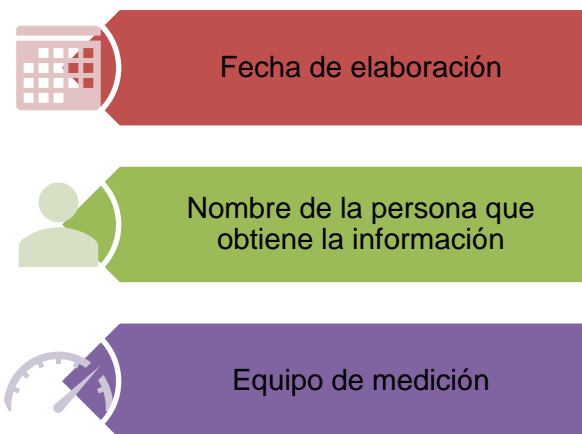 Fecha de elaboración
Nombre de la persona que
obtiene la información
Equipo de medición